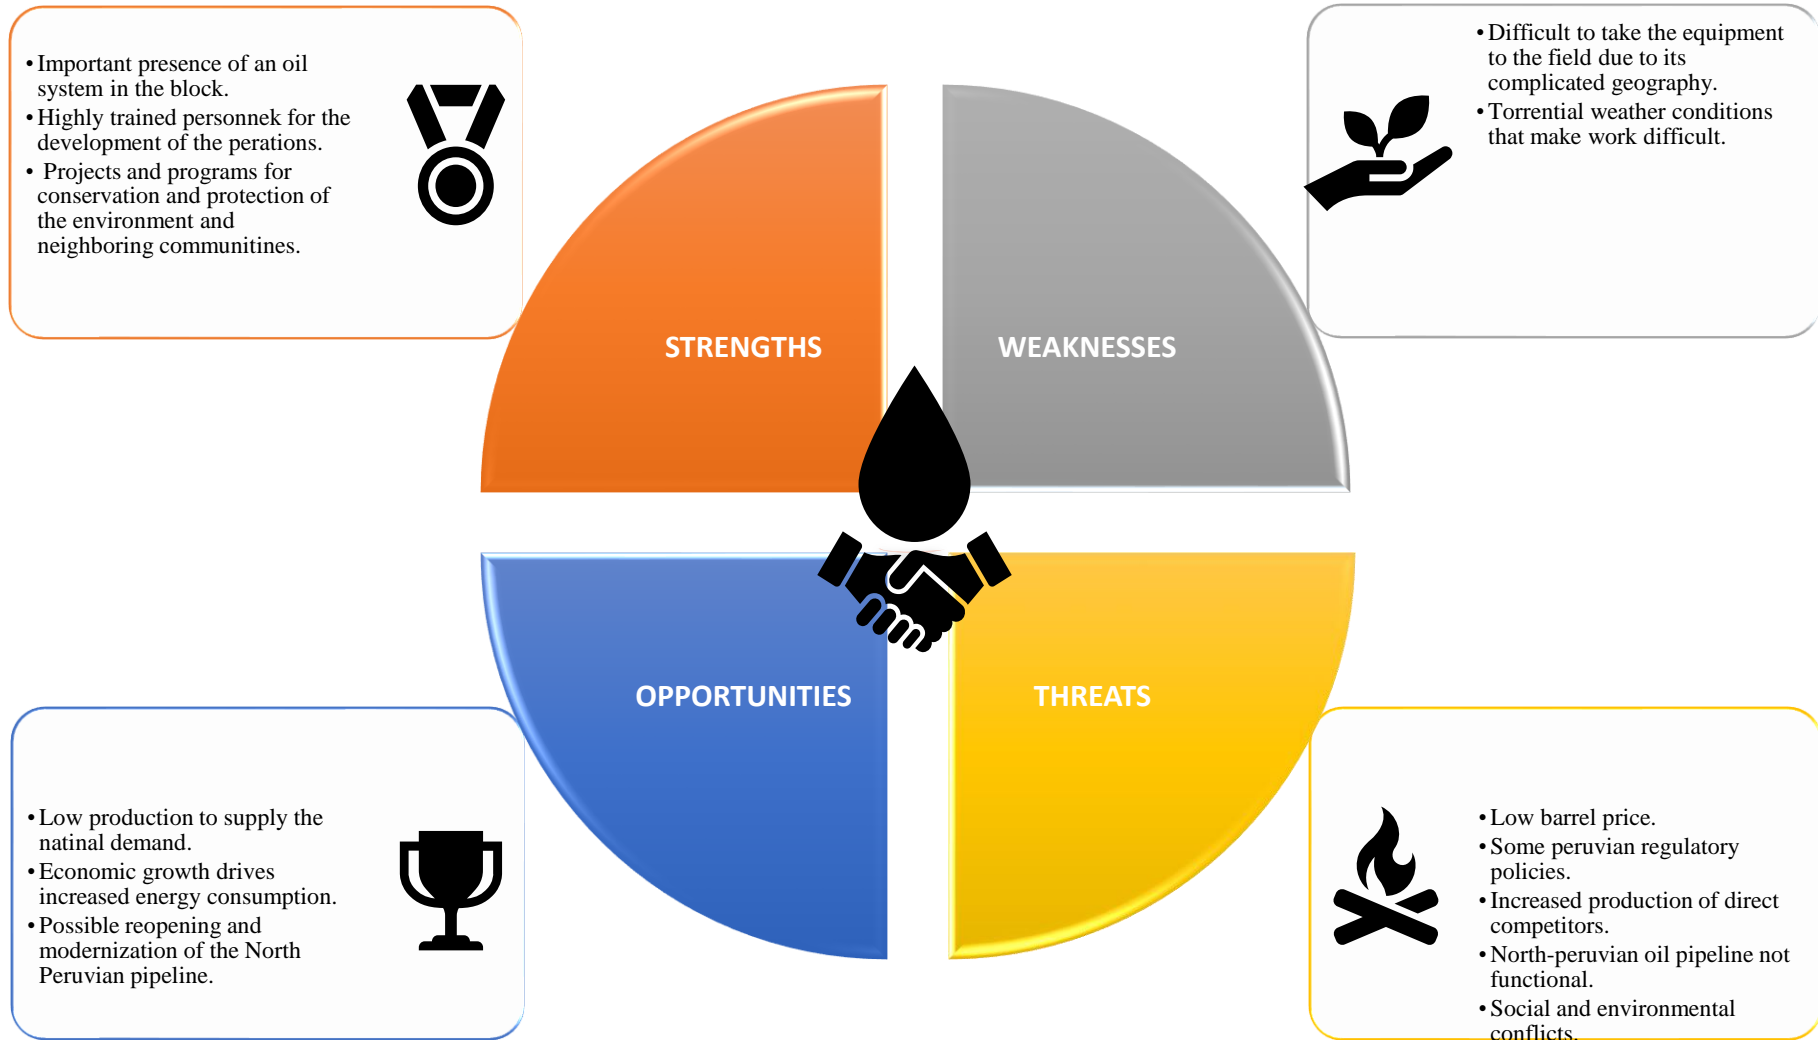 • Important presence of an oil
system in the block.
• Highly trained personnek for the
development of the perations.
• Projects and programs for
conservation and protection of
the environment and
neighboring communitines.
• Difficult to take the equipment
to the field due to its
complicated geography.
• Torrential weather conditions
that make work difficult.
STRENGTHS
WEAKNESSES
OPPORTUNITIES
THREATS
• Low production to supply the
natinal demand.
• Economic growth drives
increased energy consumption.
• Possible reopening and
modernization of the North
Peruvian pipeline.
• Low barrel price.
• Some peruvian regulatory
policies.
• Increased production of direct
competitors.
• North-peruvian oil pipeline not
functional.
• Social and environmental
conflicts.